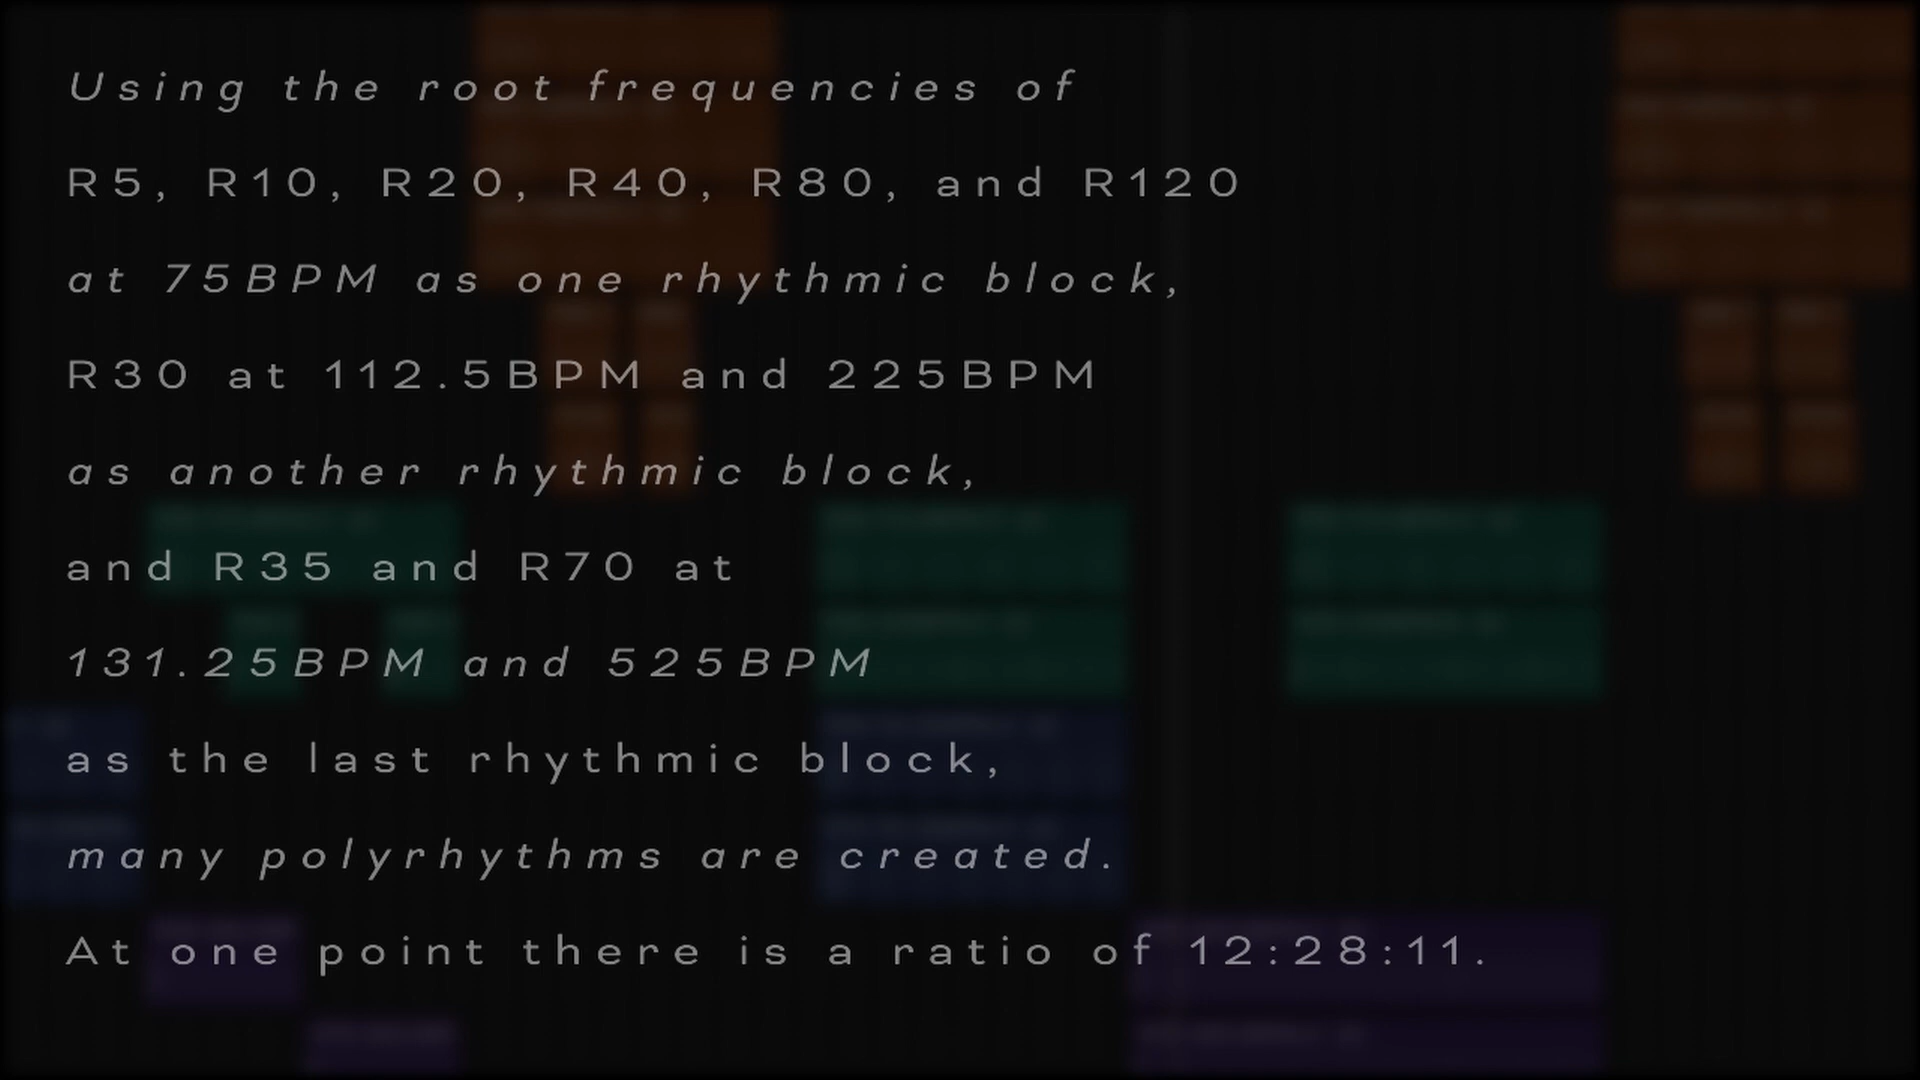 Using the root frequencies of
R5, R10, R20, R40, R80, and R120
at 75BPM as one rhythmic block,
R30 at 112.5BPM and 225BPM
as another rhythmic block,
and R35 and R70 at
131.25BPM and 525BPM
as the last rhythmic block,
many polyrhythms are created.
At one point there is a ratio of 12:28:11.